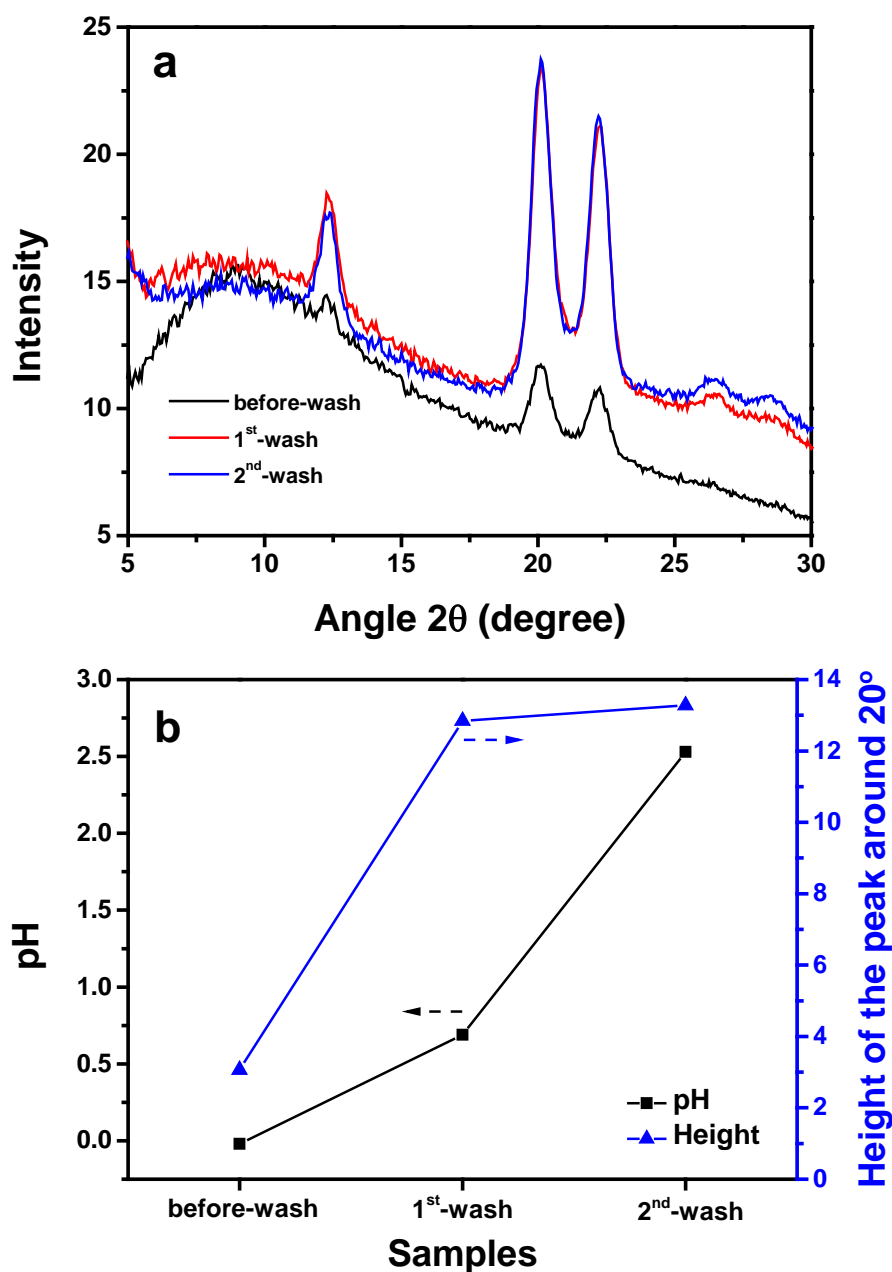 a
25
20
15
10
5
Intensity
before-wash
1st-wash
2nd-wash
5 10 15 20 25 30
Angle 2θ (degree)
b
3.0
2.5
2.0
1.5
1.0
0.5
0.0
pH
14
12
10
8
6
4
2
0
Height of the peak around 20º
pH
Height
before-wash 1st-wash 2nd-wash
Samples